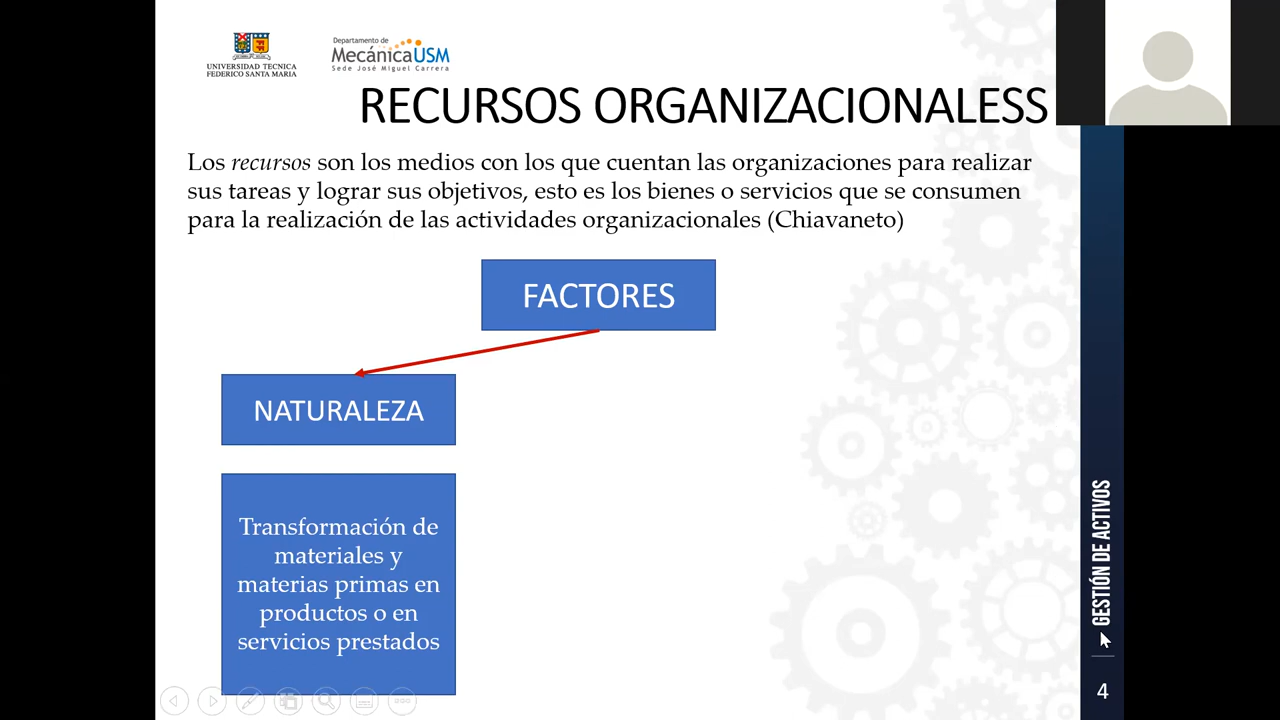 UNIVERSIDAD TECNICA
FEDERICO SANTA MARIA
Departamento de
MecánicaUSM
Sede José Miguel Carrera
RECURSOS ORGANIZACIONALESS
Los recursos son los medios con los que cuentan las organizaciones para realizar
sus tareas y lograr sus objetivos, esto es los bienes o servicios que se consumen
para la realización de las actividades organizacionales (Chiavaneto)
FACTORES
NATURALEZA
Transformación de
materiales y
materias primas en
productos o en
servicios prestados
GESTIÓN DE ACTIVOS
4